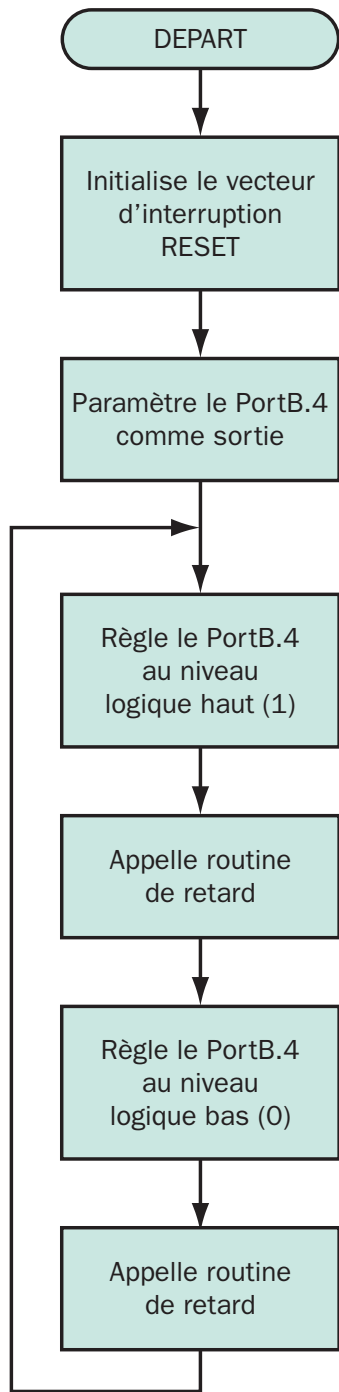 DEPART
Initialise le vecteur
d’interruption
RESET
Paramètre le PortB.4
comme sortie
Règle le PortB.4
au niveau
logique haut (1)
Appelle routine
de retard
Règle le PortB.4
au niveau
logique bas (0)
Appelle routine
de retard